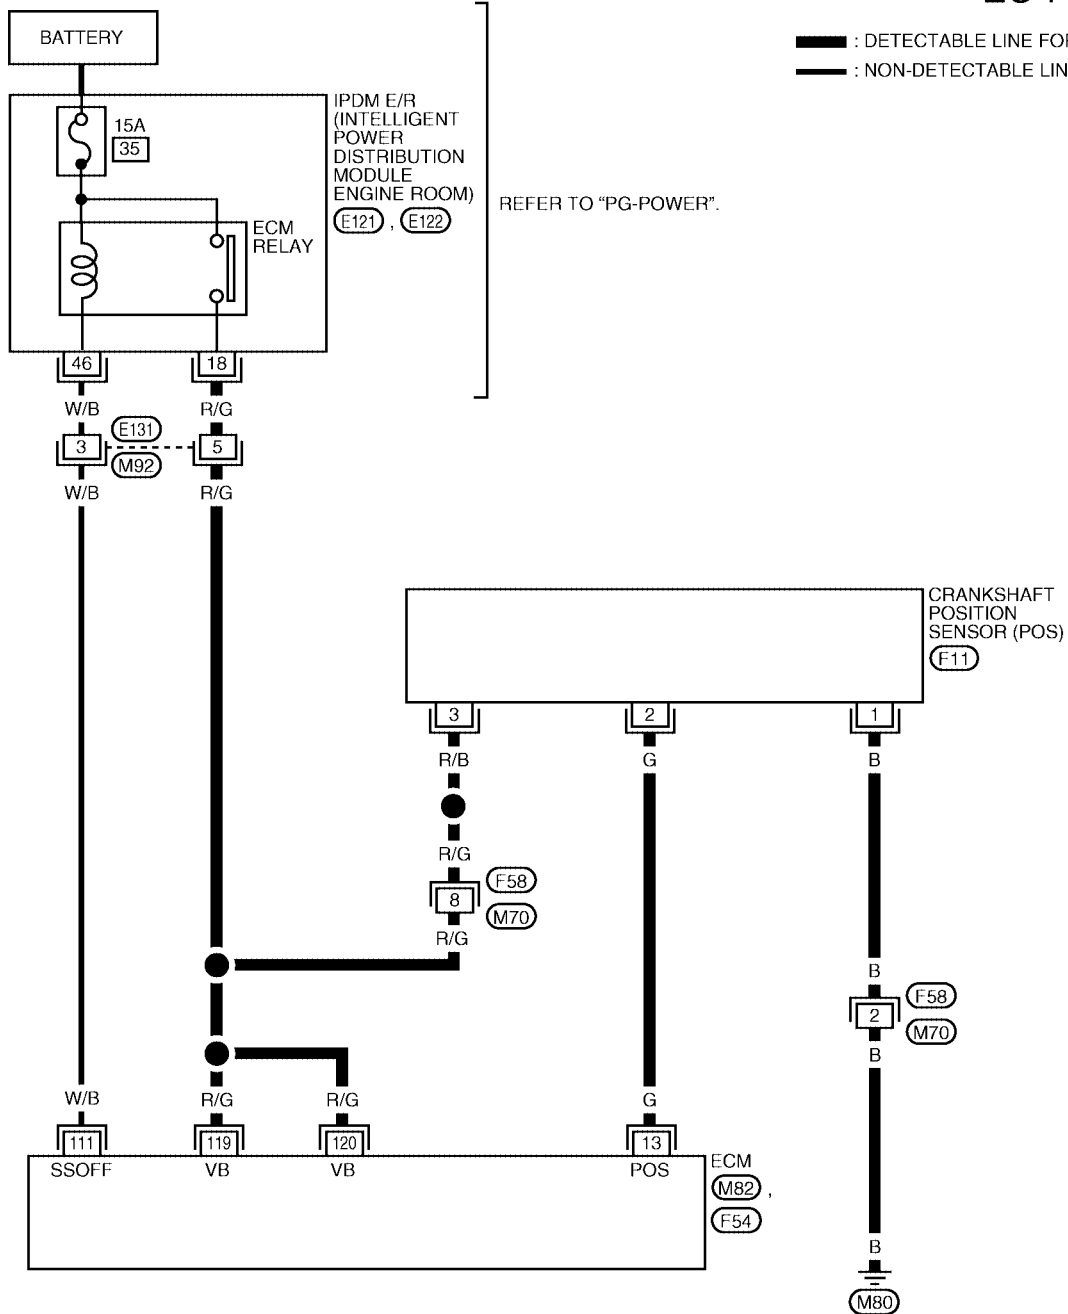 BATTERY
: DETECTABLE LINE FO
: NON-DETECTABLE LIN
15A
35
IPDM E/R
(INTELLIGENT
POWER
DISTRIBUTION
MODULE
ENGINE ROOM)
E121 , E122
REFER TO “PG-POWER”.
ECM
RELAY
46 18
W/B R/G
E131
3 5
M92
W/B R/G
CRANKSHAFT
POSITION
SENSOR (POS)
F11
3 2 1
R/B G B
R/G
F58
8
M70
R/G
B
F58
2
M70
B
W/B R/G R/G G
111 119 120 13
SSOFF VB VB POS
ECM
M82 ,
F54
B
M80